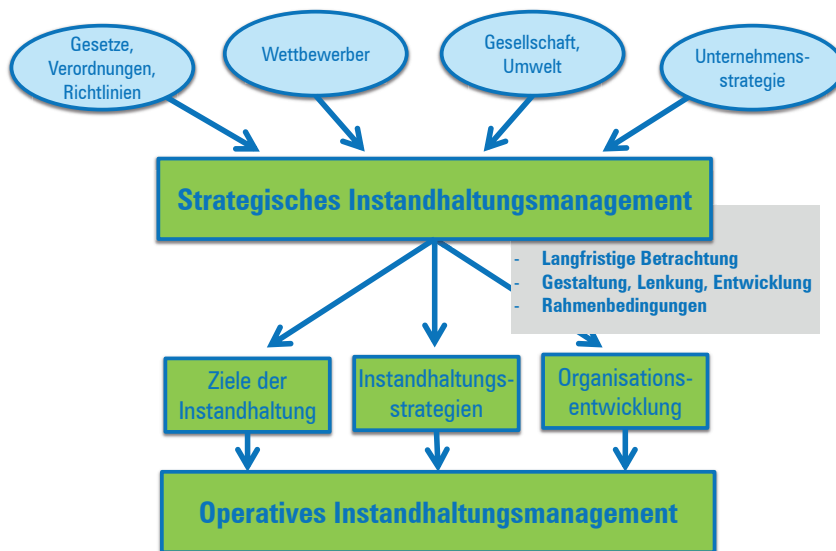 Gesetze,
Verordnungen,
Richtlinien
Wettbewerber
Gesellschaft,
Umwelt
Unternehmens-
strategie
Strategisches Instandhaltungsmanagement
- Langfristige Betrachtung
- Gestaltung, Lenkung, Entwicklung
- Rahmenbedingungen
Ziele der
Instandhaltung
Instandhaltungs-
strategien
Organisations-
entwicklung
Operatives Instandhaltungsmanagement